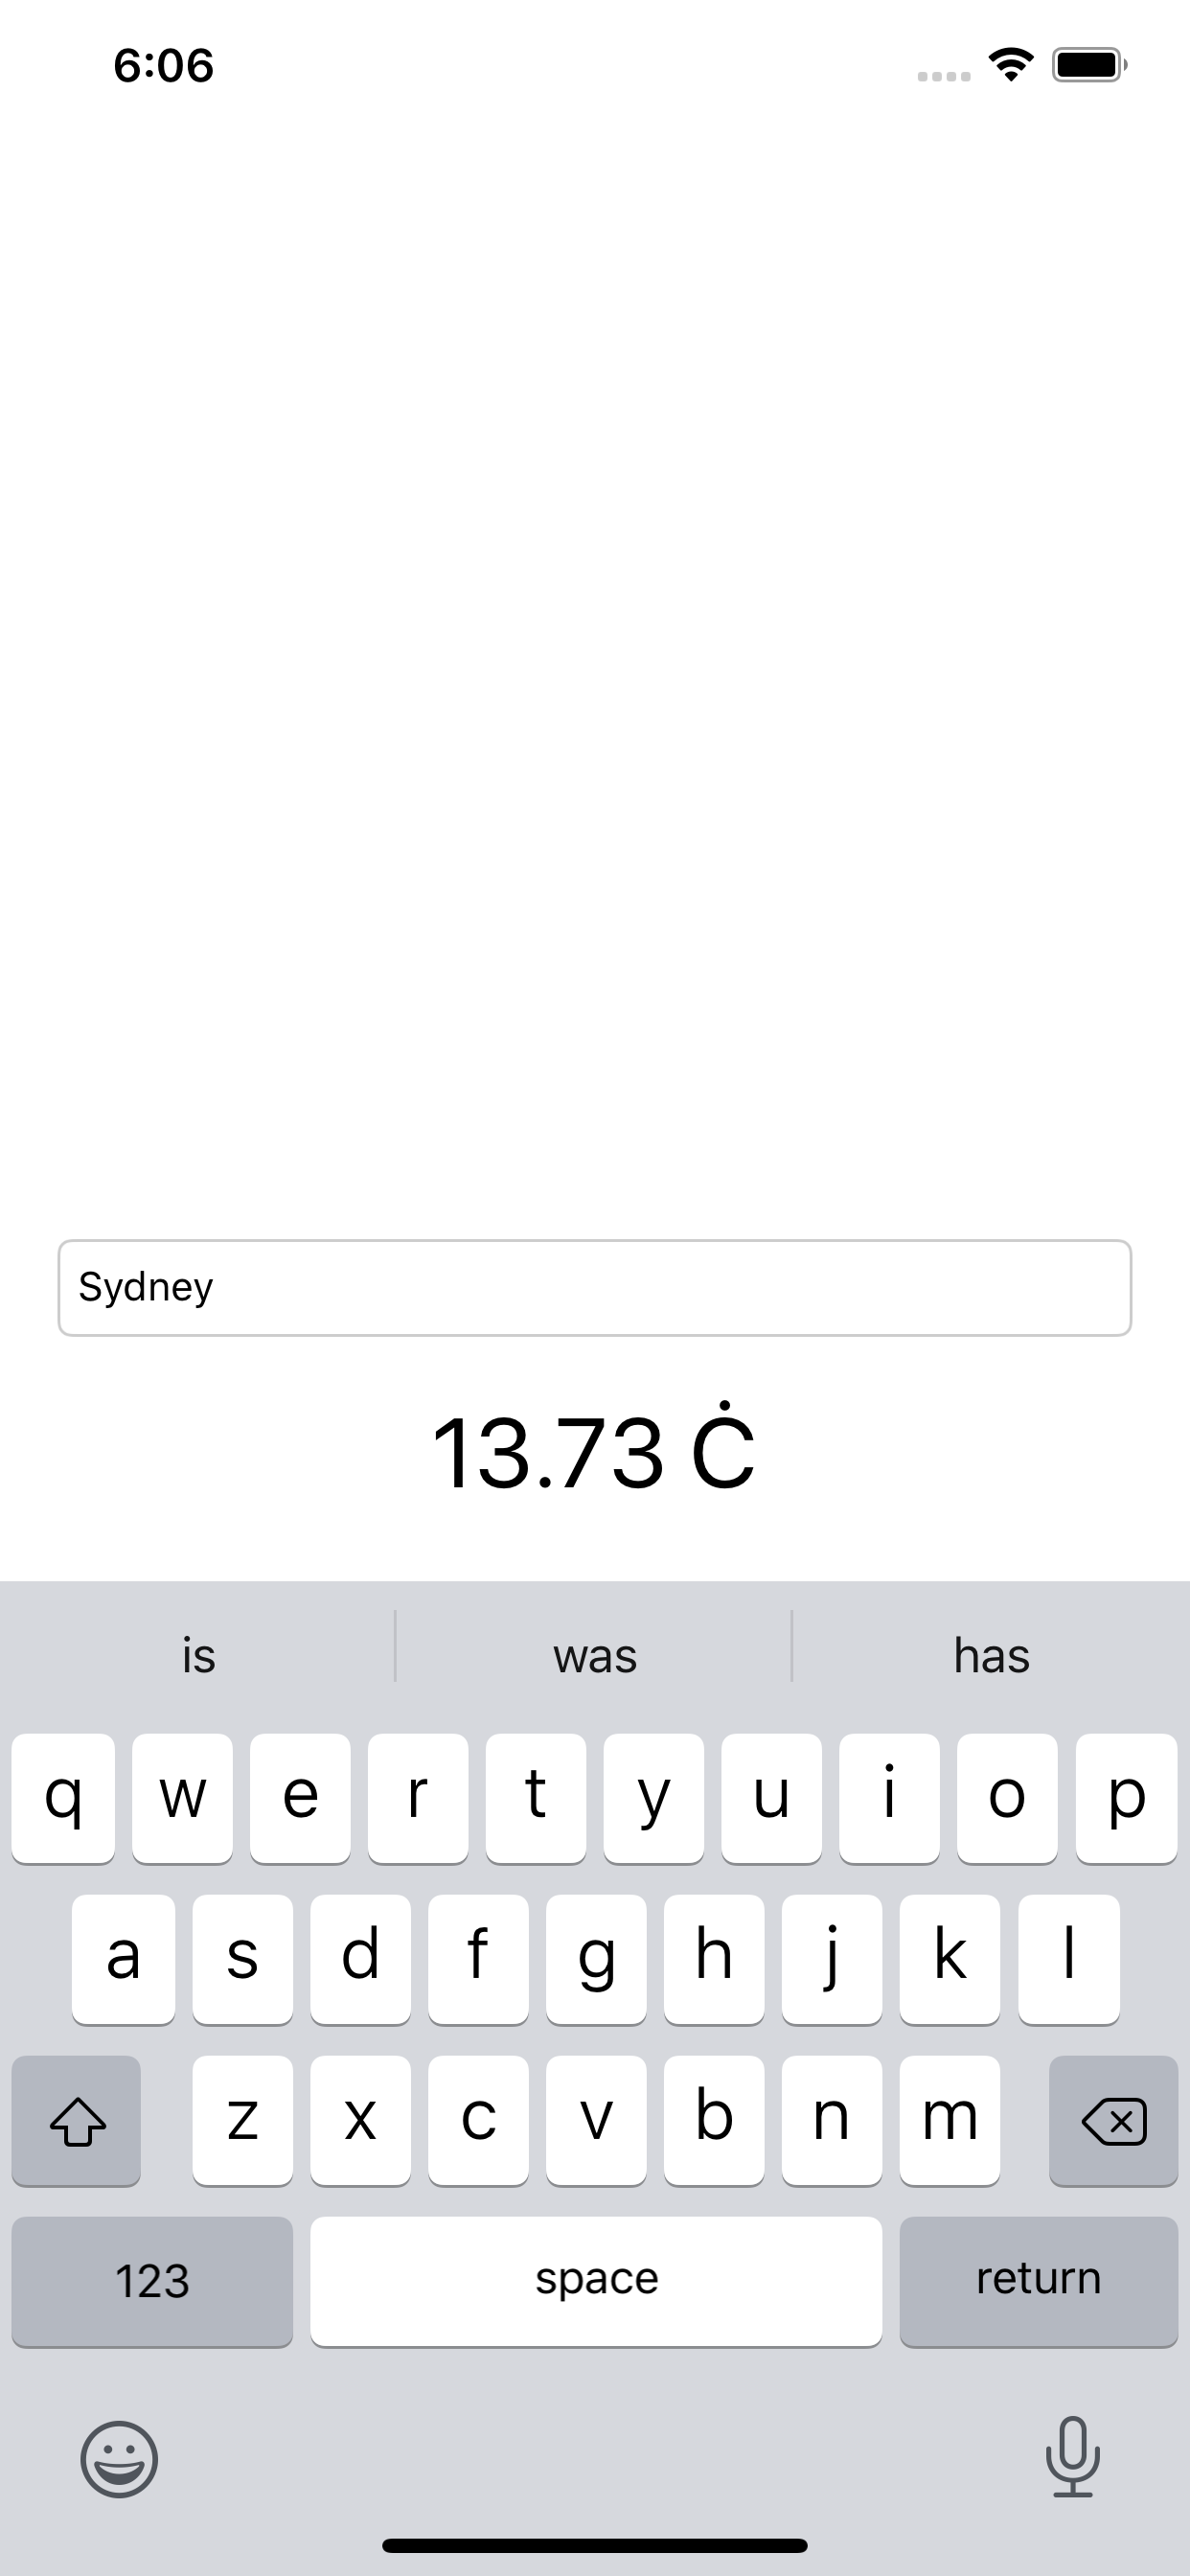 6:06
Sydney
13.73 Ċ
is was has
q w e r t y u i o p
a s d f g h j k l
z x c v b n m
123 space return